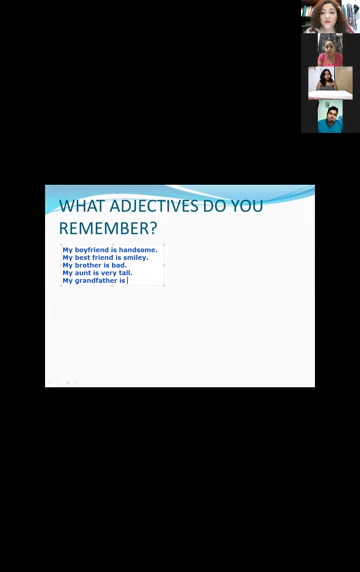 WHAT ADJECTIVES DO YOU
REMEMBER?
My boyfriend is handsome.
My best friend is smiley.
My brother is bad.
My aunt is very tall.
My grandfather is